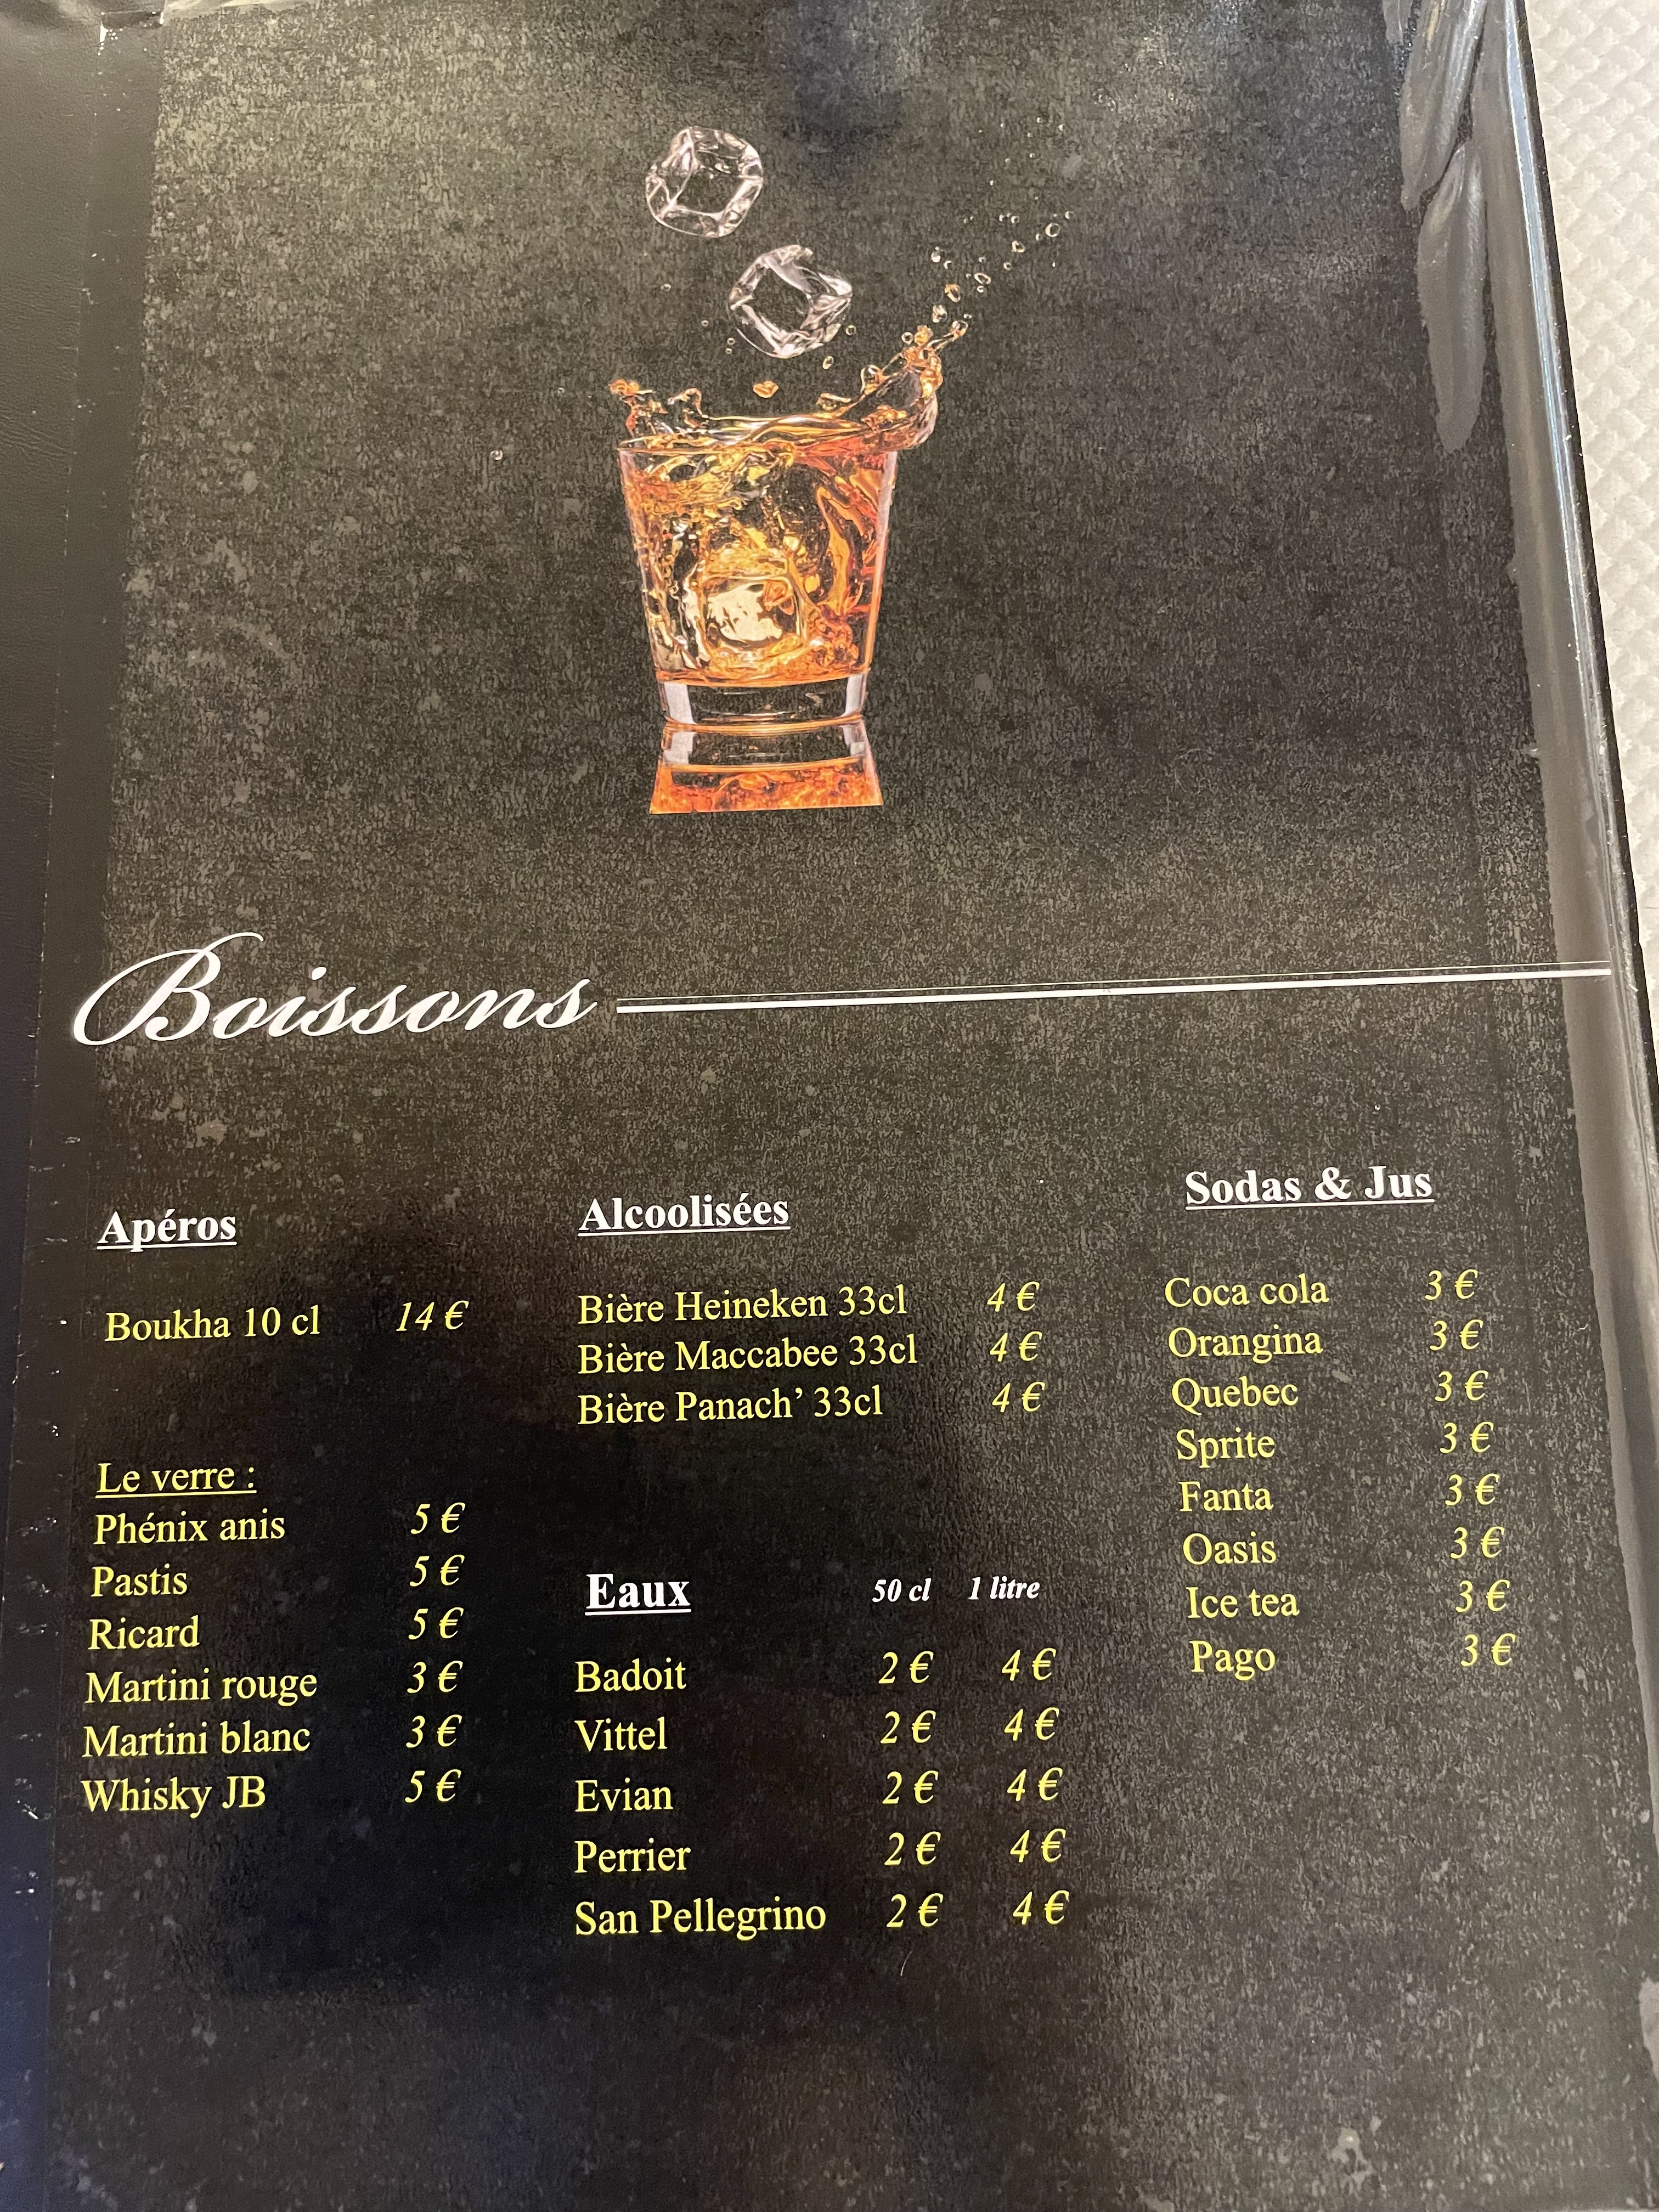 Boissons
Apéros
Boukha 10 cl 14 €
Le verre :
Phénix anis 5 €
Pastis 5 €
Ricard 5 €
Martini rouge 3 €
Martini blanc 3 €
Whisky JB 5 €
Alcoolisées
Bière Heineken 33cl 4 €
Bière Maccabee 33cl 4 €
Bière Panach’ 33cl 4 €
Eaux 50 cl 1 litre
Badoit 2 € 4 €
Vittel 2 € 4 €
Evian 2 € 4 €
Perrier 2 € 4 €
San Pellegrino 2 € 4 €
Sodas & Jus
Coca cola 3 €
Orangina 3 €
Quebec 3 €
Sprite 3 €
Fanta 3 €
Oasis 3 €
Ice tea 3 €
Pago 3 €